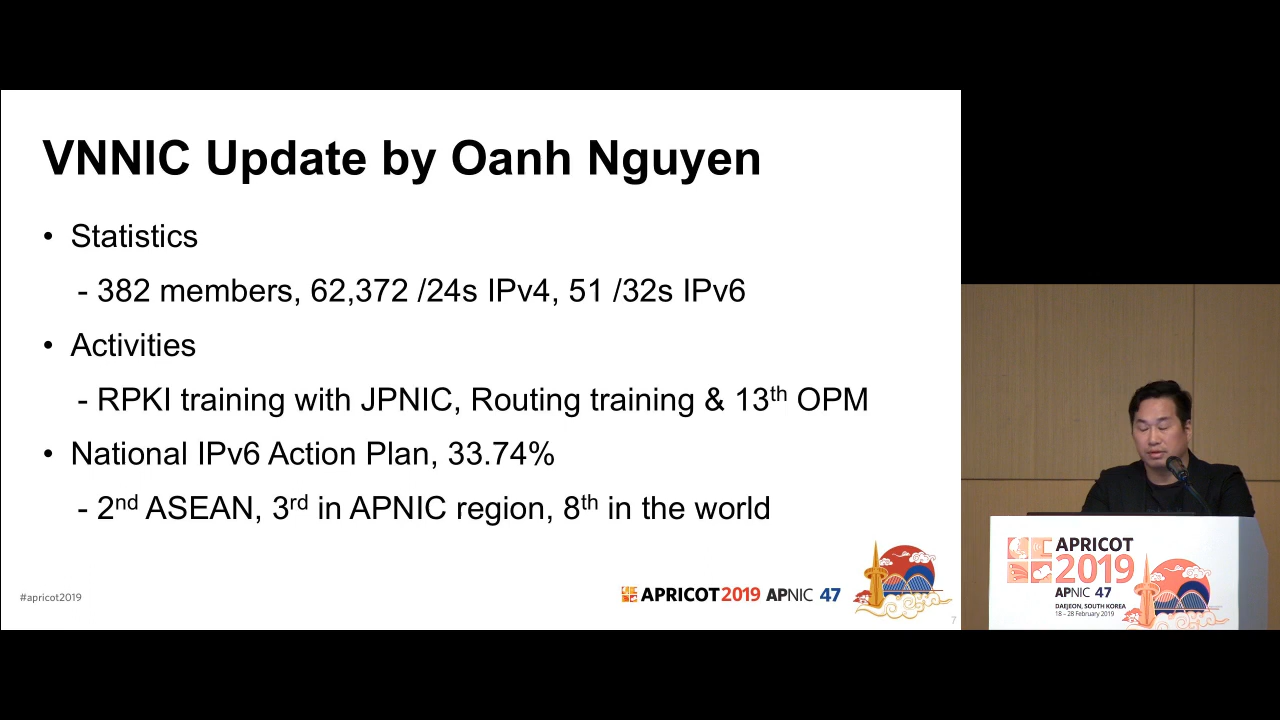 VNNIC Update by Oanh Nguyen
• Statistics
- 382 members, 62,372 /24s IPv4, 51 /32s IPv6
• Activities
- RPKI training with JPNIC, Routing training & 13th OPM
• National IPv6 Action Plan, 33.74%
- 2nd ASEAN, 3rd in APNIC region, 8th in the world
#apricot2019
APRICOT2019 APNIC 47
7
APRICOT
2019
APNIC 47
DAEJEON, SOUTH KOREA
18 – 28 February 2019